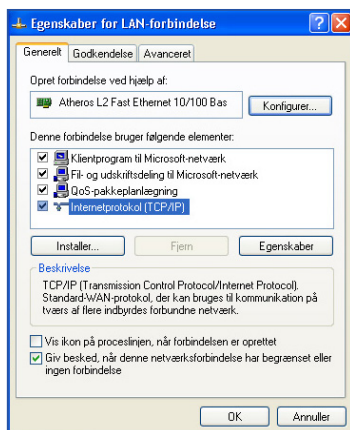 Egenskaber for LAN-forbindelse
Generelt Godkendelse Avanceret
Opret forbindelse ved hjælp af:
Atheros L2 Fast Ethernet 10/100 Bas
Konfigurer...
Denne forbindelse bruger følgende elementer:
Klientprogram til Microsoft-netværk
Fil- og udskriftsdeling til Microsoft-netværk
QoS-pakkeplanlægning
Internetprotokol (TCP/IP)
Installer... Fjern Egenskaber
Beskrivelse
TCP/IP (Transmission Control Protocol/Internet Protocol).
Standard-WAN-protokol, der kan bruges til kommunikation på
tværs af flere indbyrdes forbundne netværk.
Vis ikon på proceslinjen, når forbindelsen er oprettet
Giv besked, når denne netværksforbindelse har begrænset eller
ingen forbindelse
OK Annuller